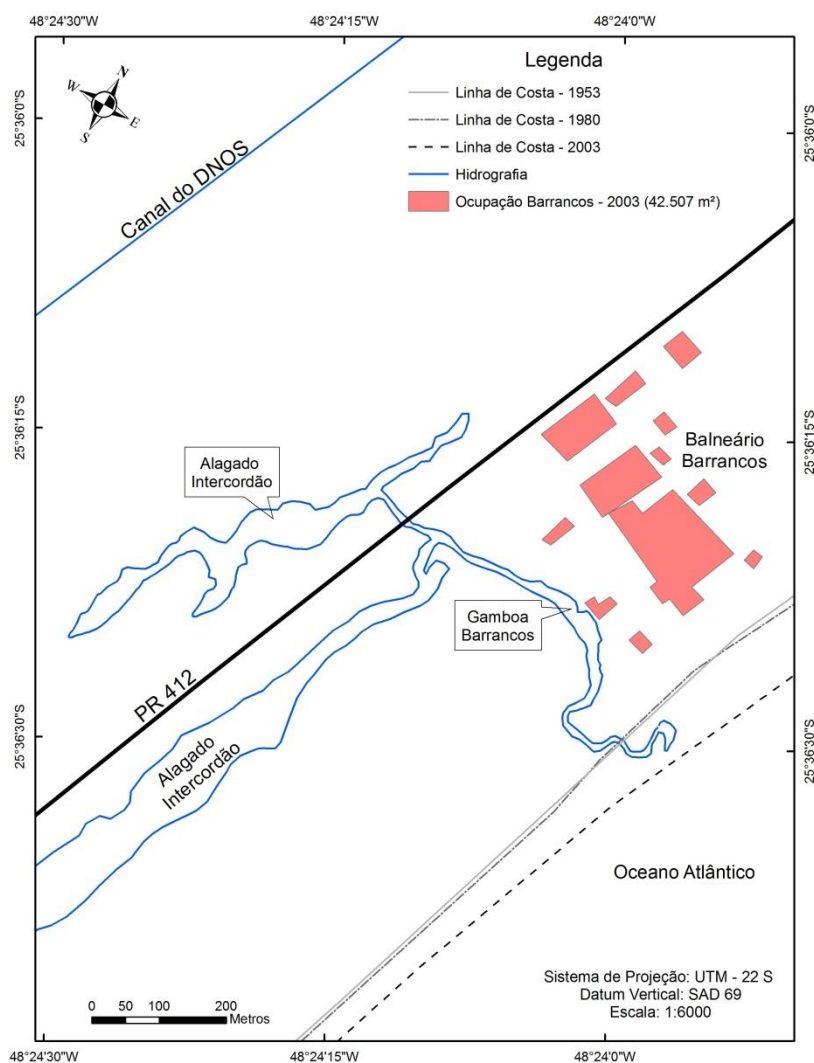 48°24'30"W 48°24'15"W 48°24'0"W
N
W
E
S
Legenda
Linha de Costa - 1953
Linha de Costa - 1980
Linha de Costa - 2003
Hidrografia
Ocupação Barrancos - 2003 (42.507 m²)
25°36'0"S
25°36'0"S
Canal do DNOS
25°36'15"S
25°36'15"S
Alagado
Intercordão
Balneário
Barrancos
Gamboa
Barrancos
PR 412
25°36'30"S
25°36'30"S
Alagado
Intercordão
Oceano Atlântico
Sistema de Projeção: UTM - 22 S
Datum Vertical: SAD 69
Escala: 1:6000
0 50 100 200
Metros
48°24'30"W 48°24'15"W 48°24'0"W